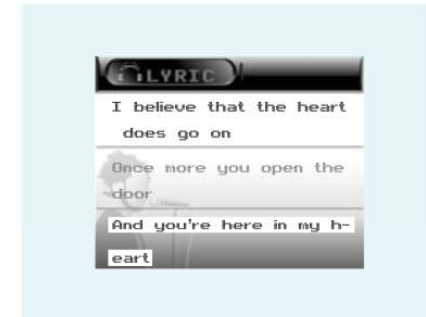 LYRIC
I believe that the heart
does go on
Once more you open the
door
And you're here in my h-
eart